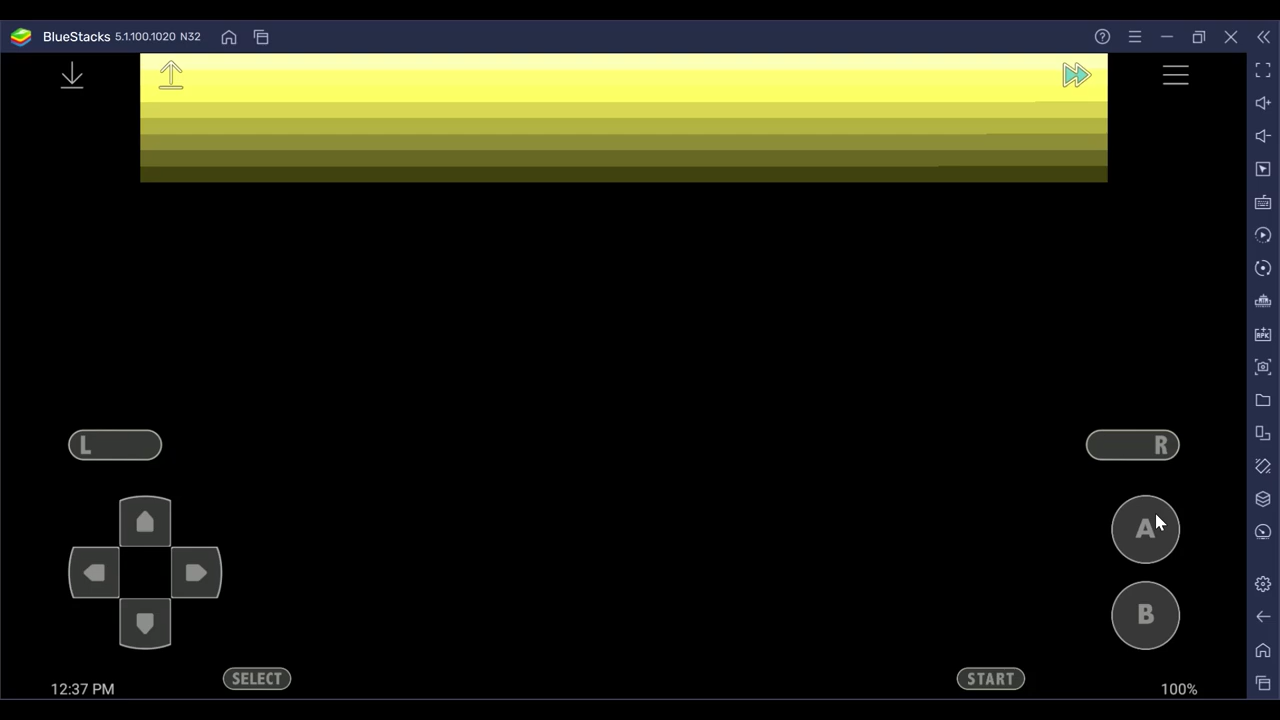 BlueStacks 5.1.100.1020 N32
L
R
A
B
SELECT
START
12:37 PM
100%